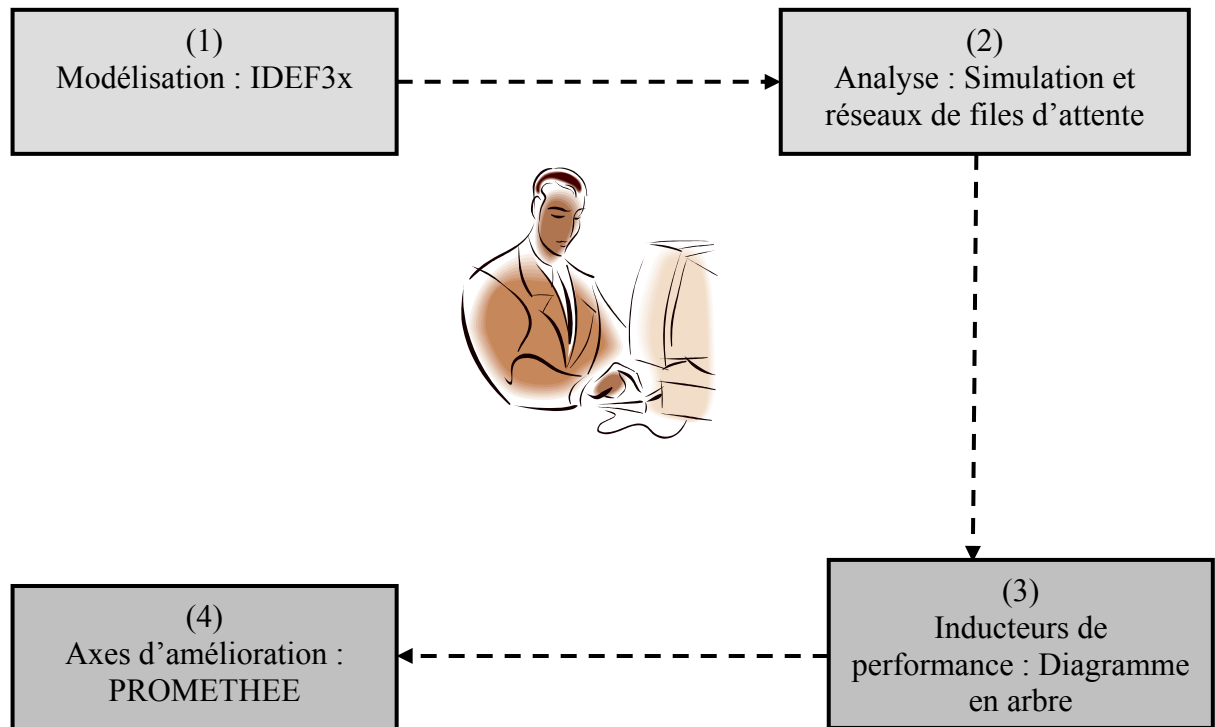 (1)
Modélisation : IDEF3x
(2)
Analyse : Simulation et
réseaux de files d’attente
(3)
Inducteurs de
performance : Diagramme
en arbre
(4)
Axes d’amélioration :
PROMETHEE